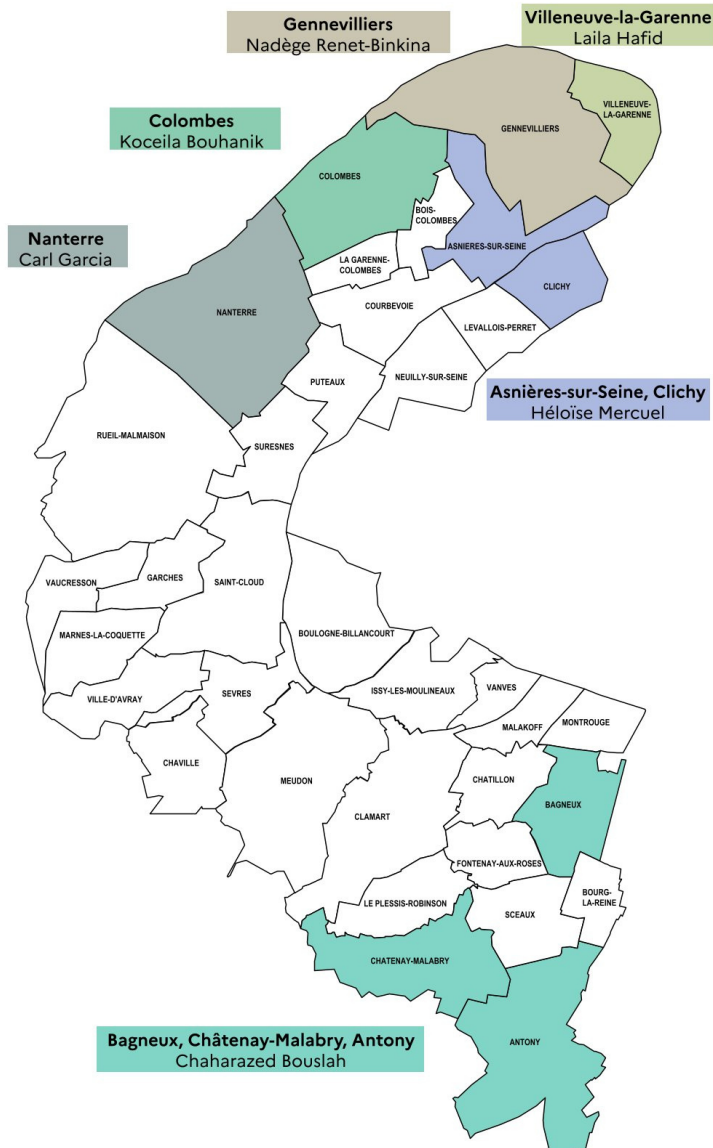 Gennevilliers
Nadège Renet-Binkina
Villeneuve-la-Garenne
Laila Hafid
Colombes
Koceila Bouhanik
Nanterre
Carl Garcia
VILLENEUVE-
LA-GARENNE
GENNEVILLIERS
COLOMBES
BOIS-
COLOMBES
ASNIERES-SUR-SEINE
LA GARENNE-
COLOMBES
CLICHY
NANTERRE
COURBEVOIE
LEVALLOIS-PERRET
PUTEAUX
NEUILLY-SUR-SEINE
Asnières-sur-Seine, Clichy
Héloïse Mercuel
RUEIL-MALMAISON
SURESNES
VAUCRESSON
GARCHES
SAINT-CLOUD
MARNES-LA-COQUETTE
BOULOGNE-BILLANCOURT
VILLE-D'AVRAY
SEVRES
ISSY-LES-MOULINEAUX
VANVES
MALAKOFF
MONTROUGE
CHAVILLE
MEUDON
CHATILLON
BAGNEUX
CLAMART
FONTENAY-AUX-ROSES
LE PLESSIS-ROBINSON
BOURG-
LA-REINE
SCEAUX
CHATENAY-MALABRY
ANTONY
Bagneux, Châtenay-Malabry, Antony
Chaharazed Bouslah